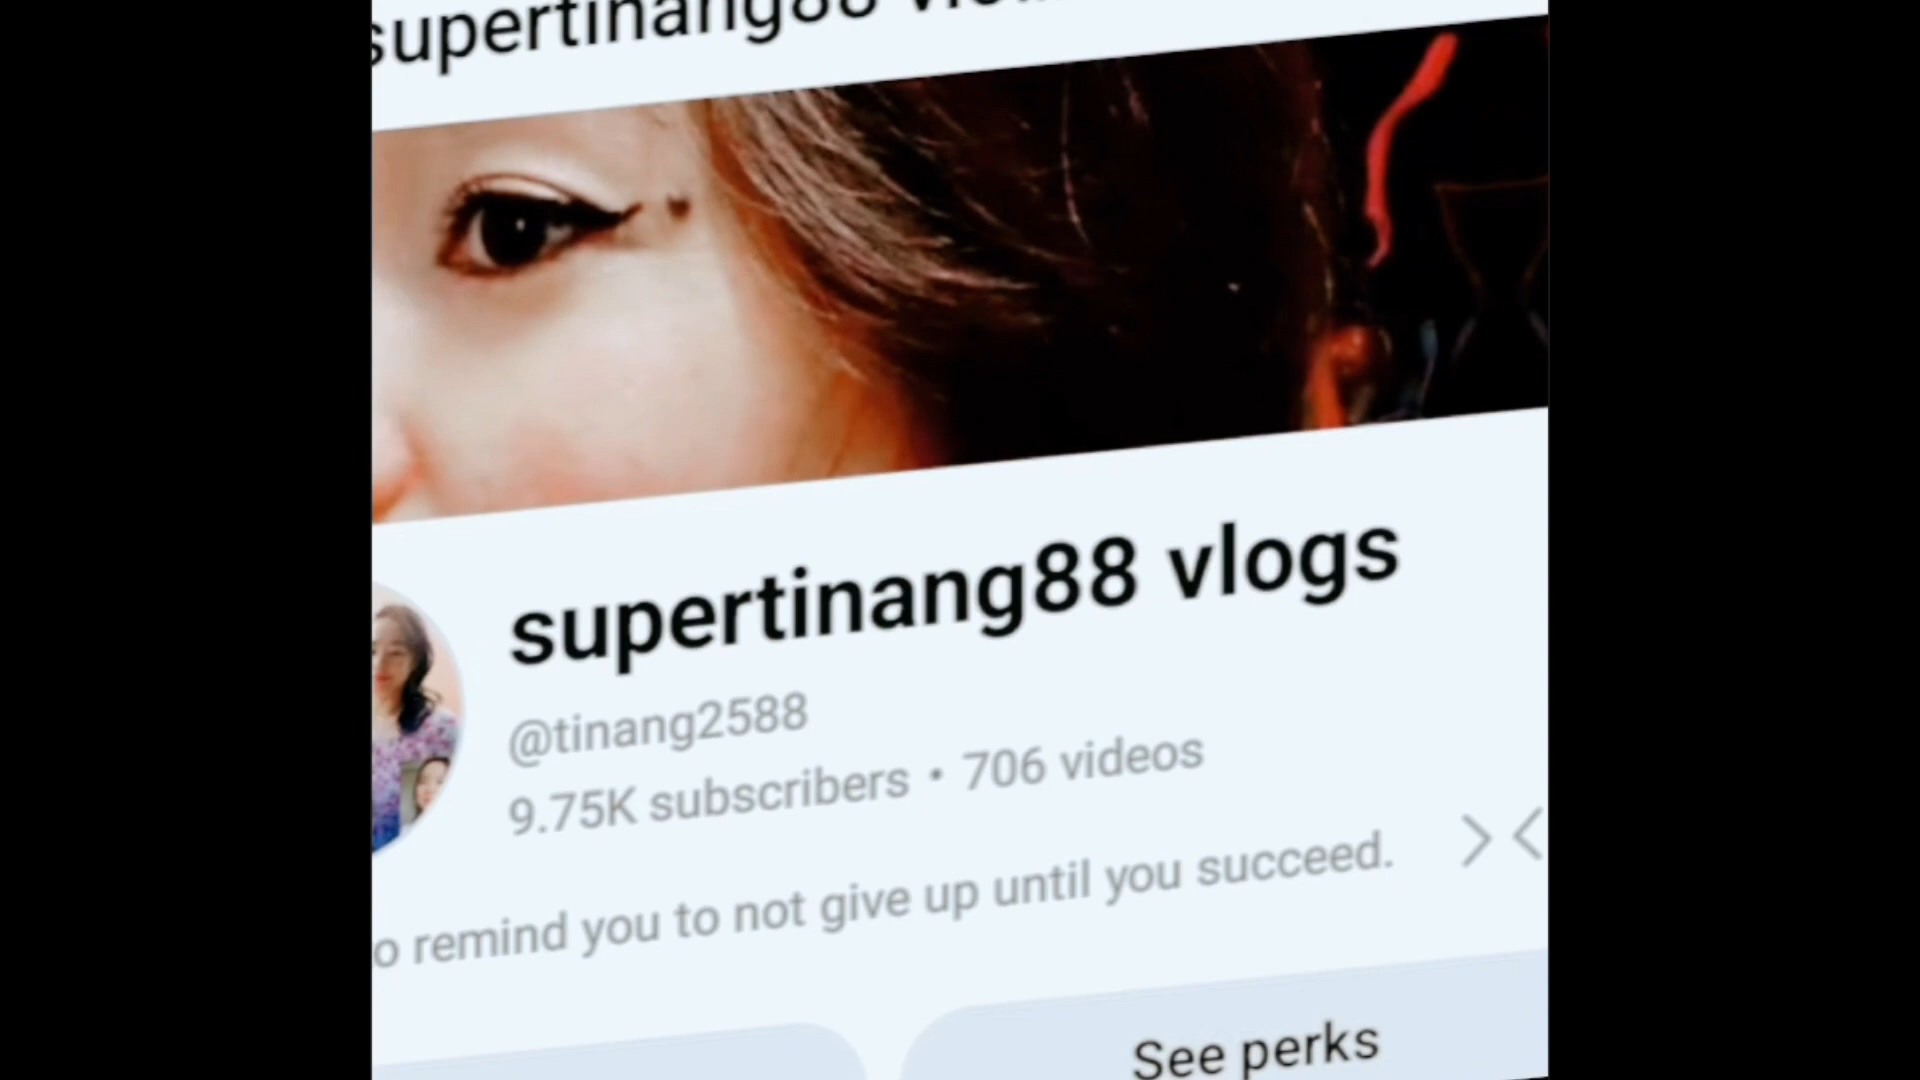 supertinang88
supertinang88 vlogs
@tinang2588
9.75K subscribers • 706 videos
remind you to not give up until you succeed.
See perks